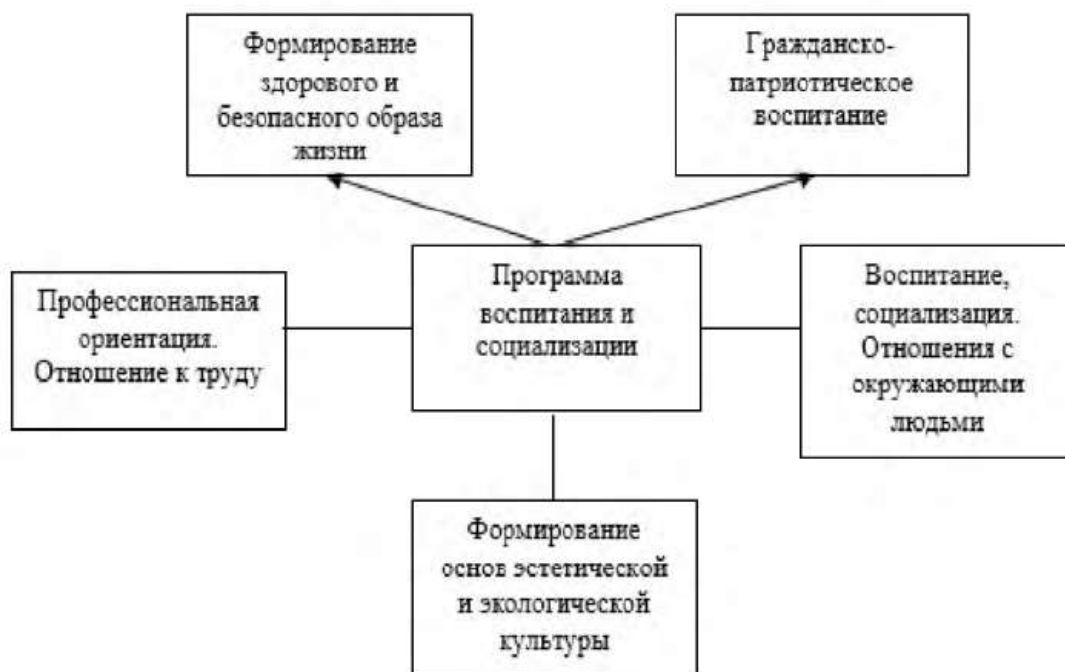 Формирование
здорового и
безопасного образа
жизни
Гражданско-
патриотическое
воспитание
Профессиональная
ориентация.
Отношение к труду
Программа
воспитания и
социализации
Воспитание,
социализация.
Отношения с
окружающими
людьми
Формирование
основ эстетической
и экологической
культуры